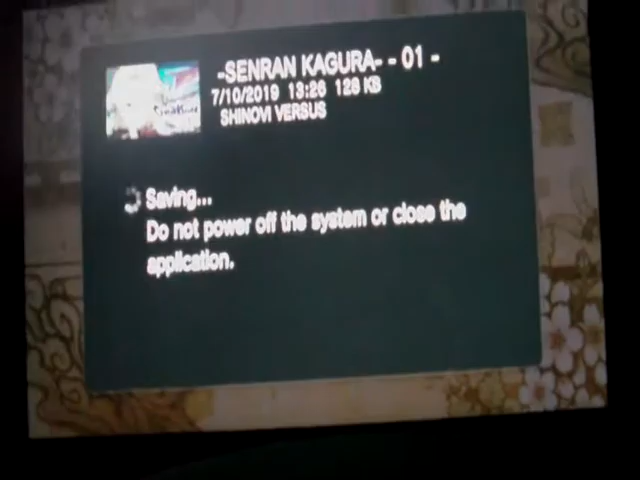 -SENRAN KAGURA- - 01 -
7/10/2019 13:26 128 KB
SHINOVI VERSUS
Saving...
Do not power off the system or close the
application.